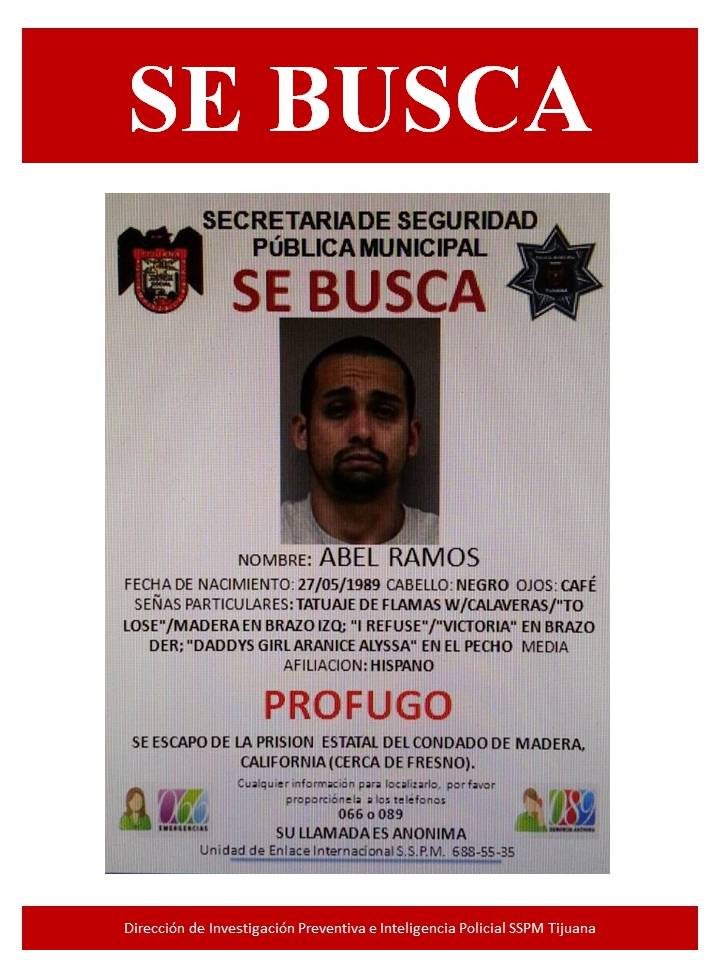 SE BUSCA
SECRETARIA DE SEGURIDAD
PÚBLICA MUNICIPAL
SE BUSCA
NOMBRE: ABEL RAMOS
FECHA DE NACIMIENTO: 27/05/1989 CABELLO: NEGRO OJOS: CAFÉ
SEÑAS PARTICULARES: TATUAJE DE FLAMAS W/CALAVERAS/"TO
LOSE"/MADERA EN BRAZO IZQ; "I REFUSE"/"VICTORIA" EN BRAZO
DER; "DADDYS GIRL ARANICE ALYSSA" EN EL PECHO MEDIA
AFILIACION: HISPANO
PROFUGO
SE ESCAPO DE LA PRISION ESTATAL DEL CONDADO DE MADERA,
CALIFORNIA (CERCA DE FRESNO).
Cualquier información para localizarlo, por favor
proporciónela a los teléfonos
066 o 089
SU LLAMADA ES ANONIMA
Unidad de Enlace Internacional S.S.P.M. 688-55-35
066
EMERGENCIAS
089
DENUNCIA ANÓNIMA
TIJUANA
Dirección de Investigación Preventiva e Inteligencia Policial SSPM Tijuana